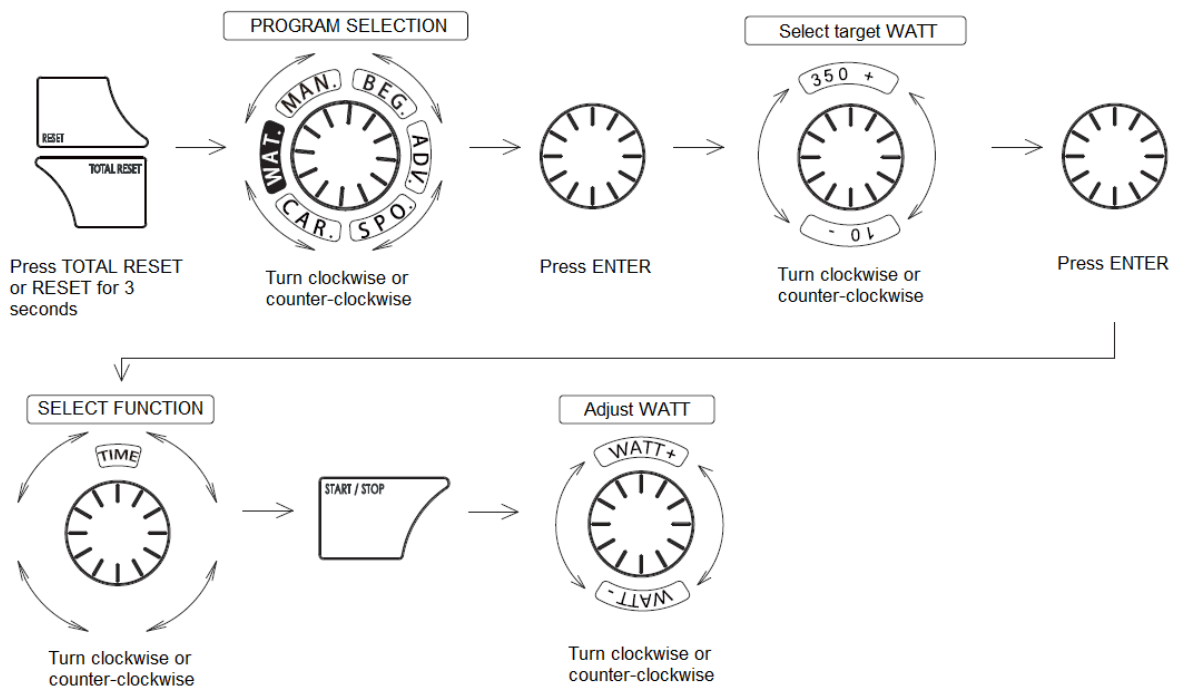 PROGRAM SELECTION
Select target WATT
RESET
TOTAL RESET
MAN.
BEG.
ADV.
SPO.
CAR.
WAT.
350 +
10 -
Press TOTAL RESET
or RESET for 3
seconds
Turn clockwise or
counter-clockwise
Press ENTER
Turn clockwise or
counter-clockwise
Press ENTER
SELECT FUNCTION
Adjust WATT
TIME
START / STOP
WATT+
WATT-
Turn clockwise or
counter-clockwise
Turn clockwise or
counter-clockwise